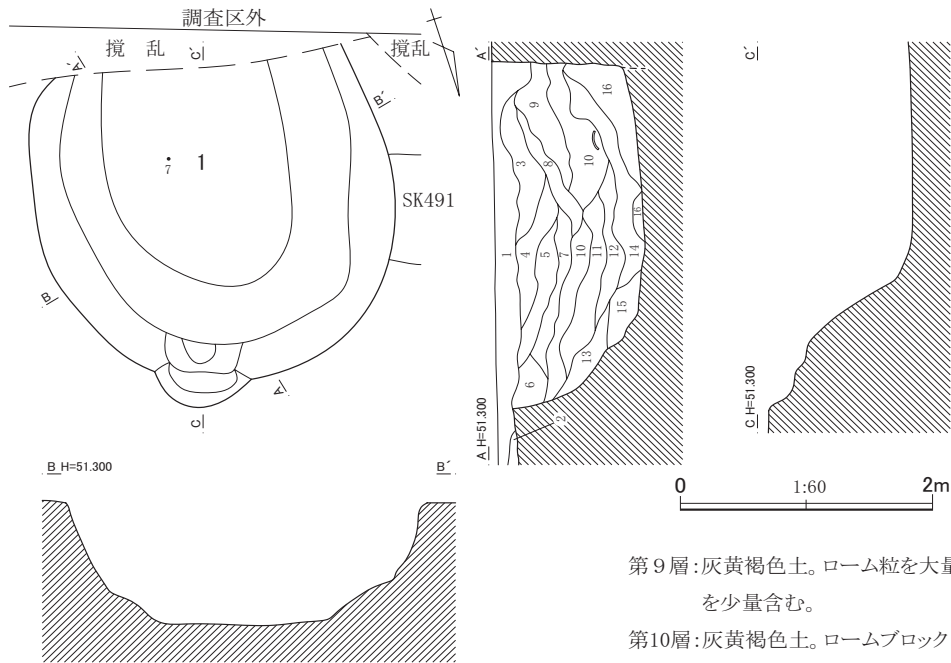 調査区外
撹　乱
撹乱
A´
C´
B´
7
1
SK491
B
A
C
A´
16
9
3
8
10
16
1
4
5
7
10
11
12
14
15
13
6
2
A H=51.300
C´
C H=51.300
B H=51.300
B´
0
1:60
2m
第９層：灰黄褐色土。ローム粒を大量
を少量含む。
第10層：灰黄褐色土。ロームブロック